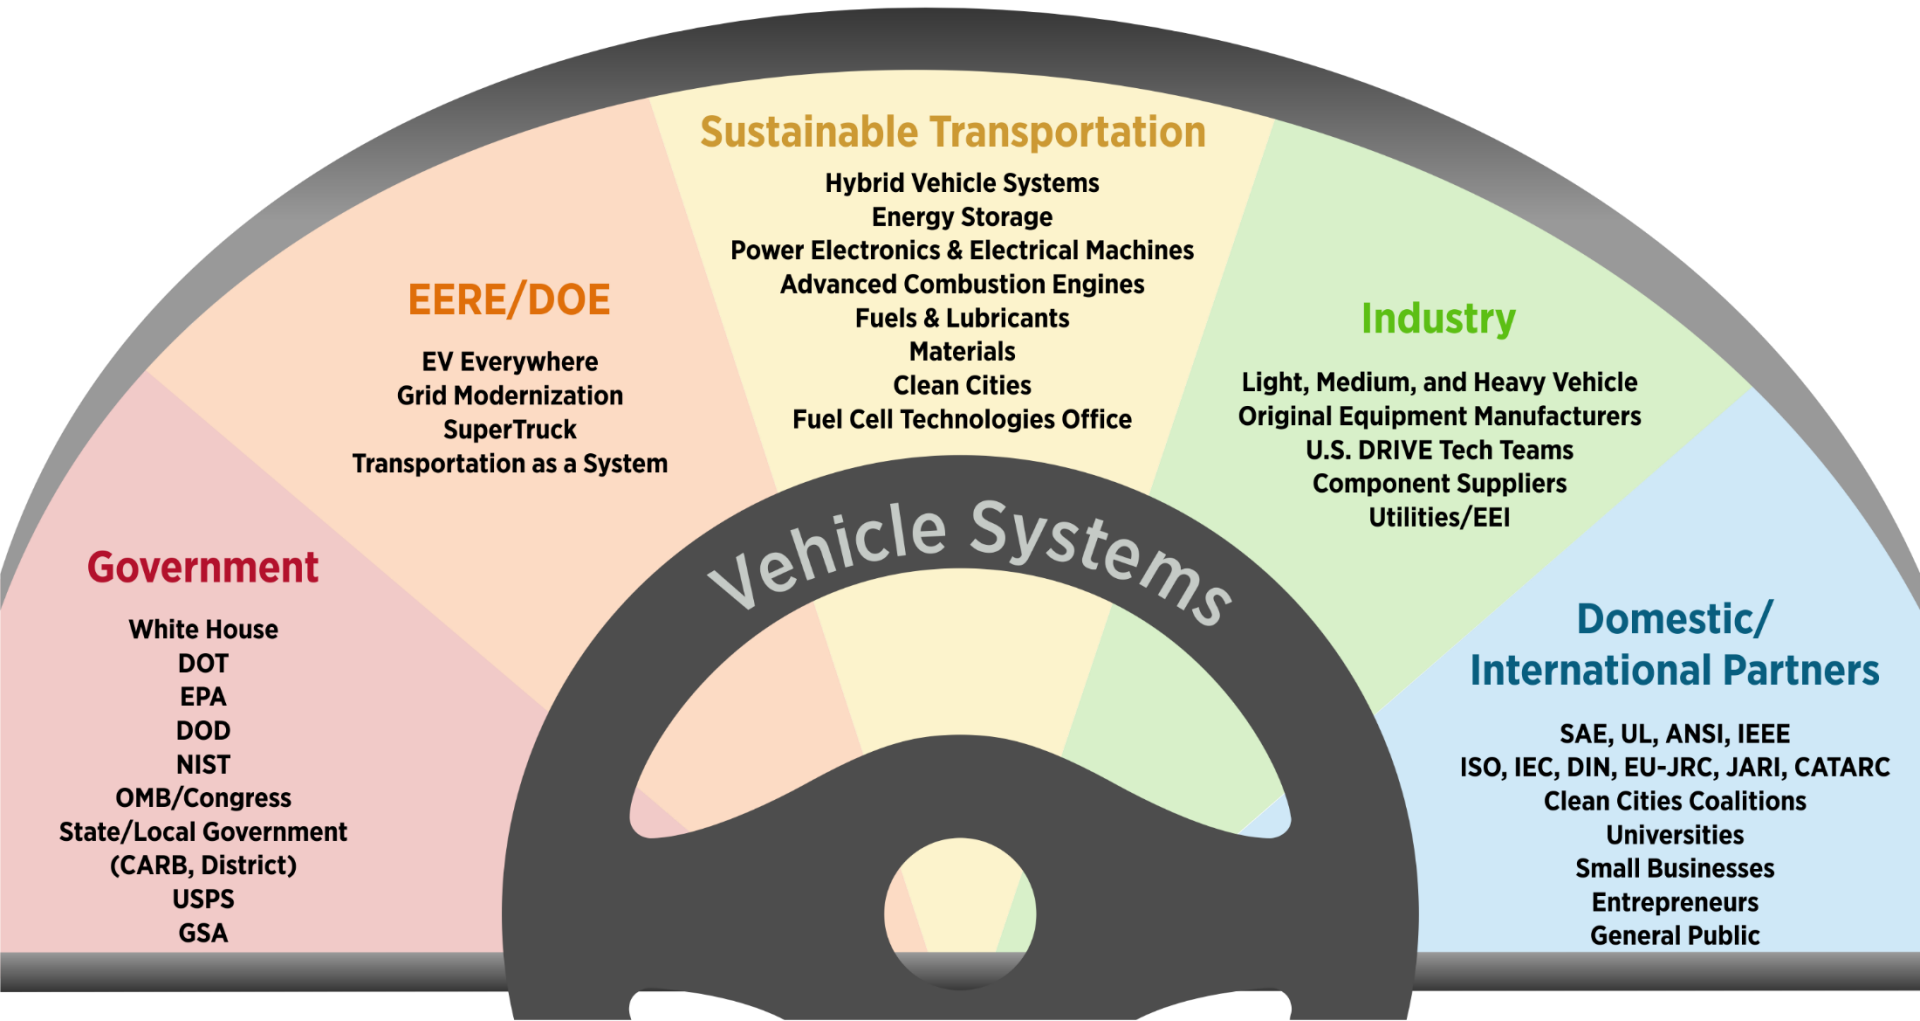 Sustainable Transportation
Hybrid Vehicle Systems
Energy Storage
Power Electronics & Electrical Machines
Advanced Combustion Engines
Fuels & Lubricants
Materials
Clean Cities
Fuel Cell Technologies Office
EERE/DOE
EV Everywhere
Grid Modernization
SuperTruck
Transportation as a System
Industry
Light, Medium, and Heavy Vehicle
Original Equipment Manufacturers
U.S. DRIVE Tech Teams
Component Suppliers
Utilities/EEI
Vehicle Systems
Government
White House
DOT
EPA
DOD
NIST
OMB/Congress
State/Local Government
(CARB, District)
USPS
GSA
Domestic/
International Partners
SAE, UL, ANSI, IEEE
ISO, IEC, DIN, EU-JRC, JARI, CATARC
Clean Cities Coalitions
Universities
Small Businesses
Entrepreneurs
General Public